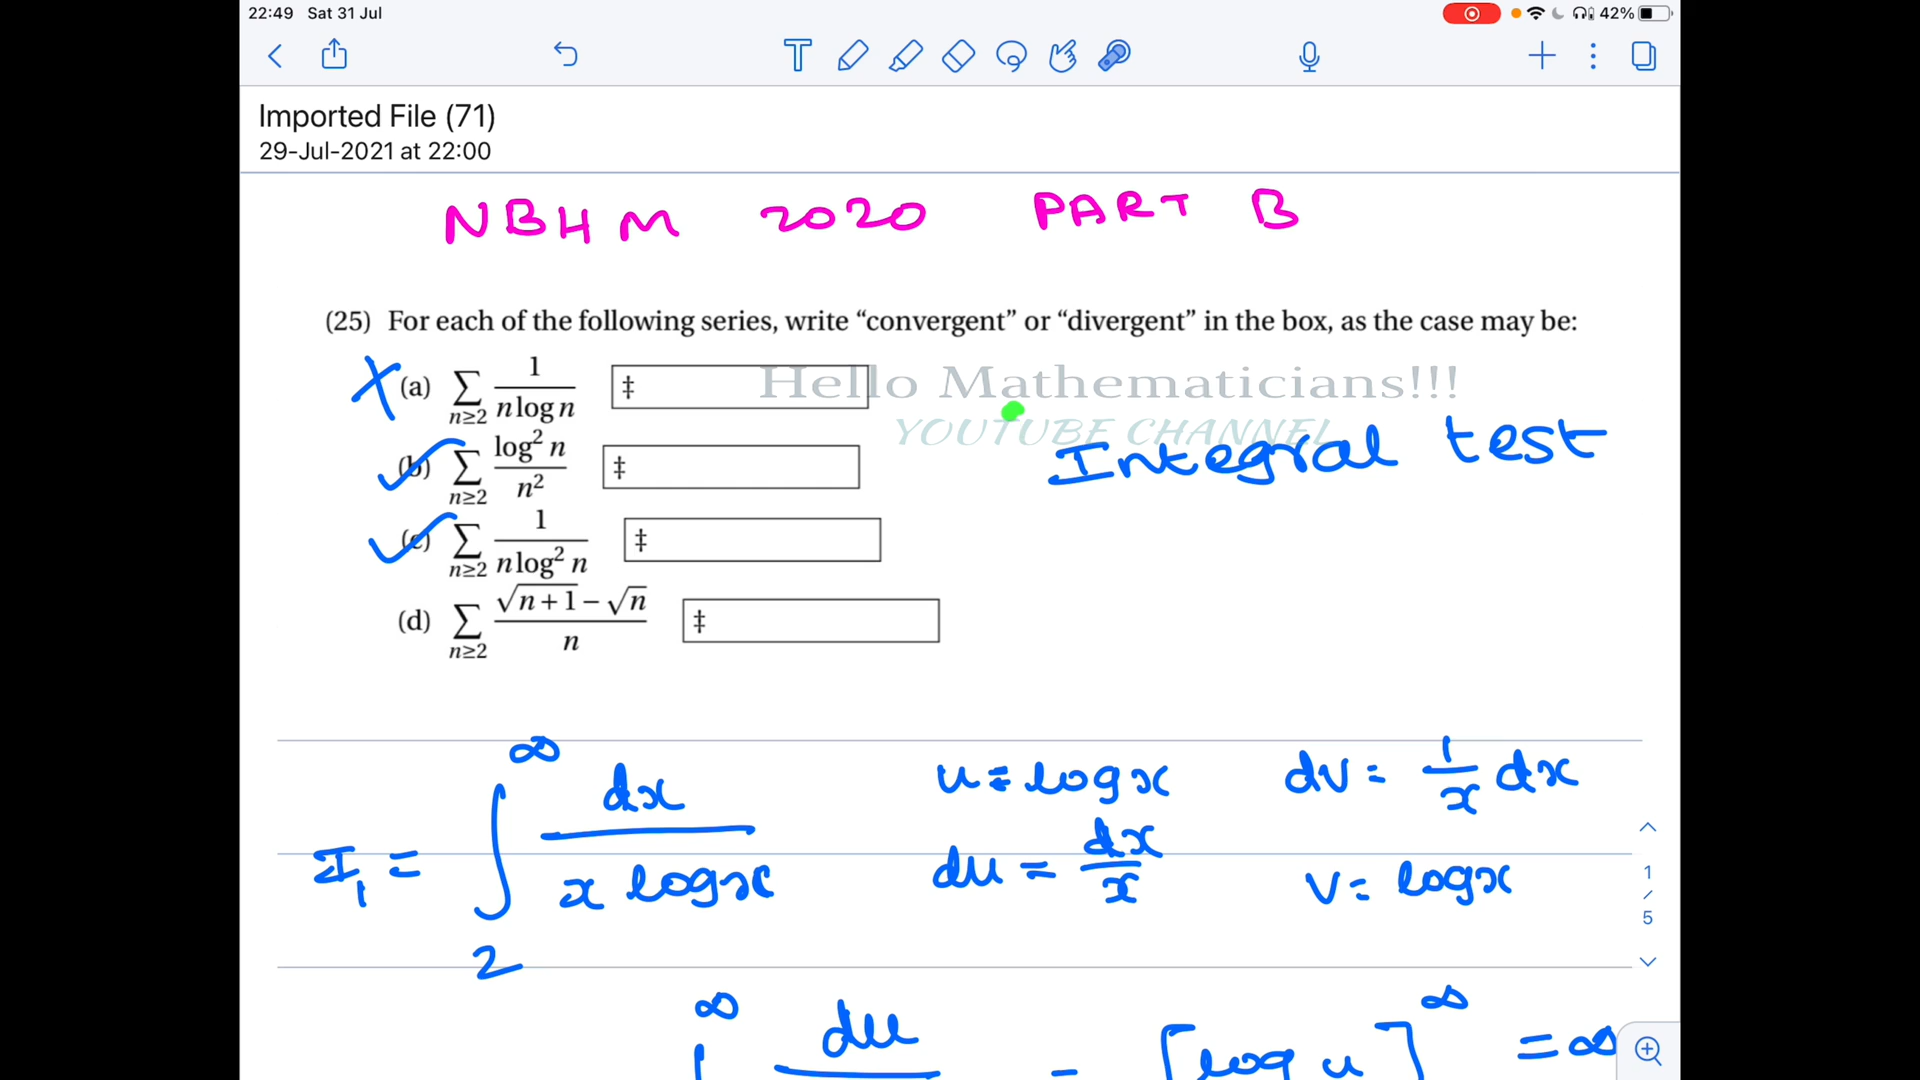 22:49 Sat 31 Jul
42%
Imported File (71)
29-Jul-2021 at 22:00
NBHM 2020 PART B
(25) For each of the following series, write “convergent” or “divergent” in the box, as the case may be:
Hello Mathematicians!!!
YOUTUBE CHANNEL
Integral test
X (a) ∑_{n≥2} 1/(n log n) ‡
✓ (b) ∑_{n≥2} log² n/n² ‡
✓ (c) ∑_{n≥2} 1/(n log² n) ‡
(d) ∑_{n≥2} (√(n+1) − √n)/n ‡
I₁ = ∫₂^∞ dx/(x log x)
u = log x dv = 1/x dx
du = dx/x v = log x
∞ du = [log u]^∞ = ∞
1/5